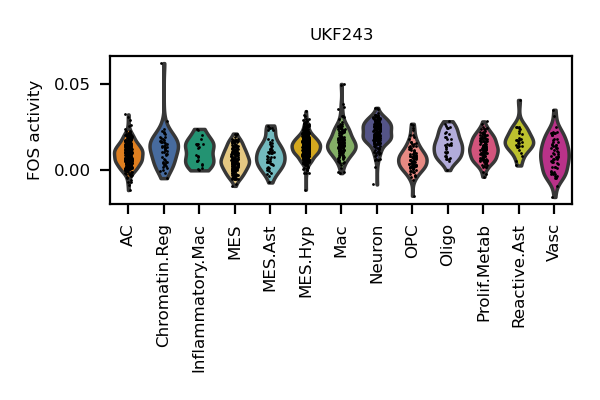 UKF243
FOS activity
0.05
0.00
AC
Chromatin.Reg
Inflammatory.Mac
MES
MES.Ast
MES.Hyp
Mac
Neuron
OPC
Oligo
Prolif.Metab
Reactive.Ast
Vasc